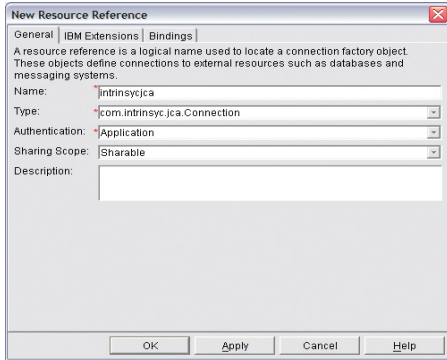 New Resource Reference
General IBM Extensions Bindings
A resource reference is a logical name used to locate a connection factory object.
These objects define connections to external resources such as databases and
messaging systems.
Name: *intrinsycjca
Type: *com.intrinsyc.jca.Connection
Authentication: *Application
Sharing Scope: Sharable
Description:
OK Apply Cancel Help